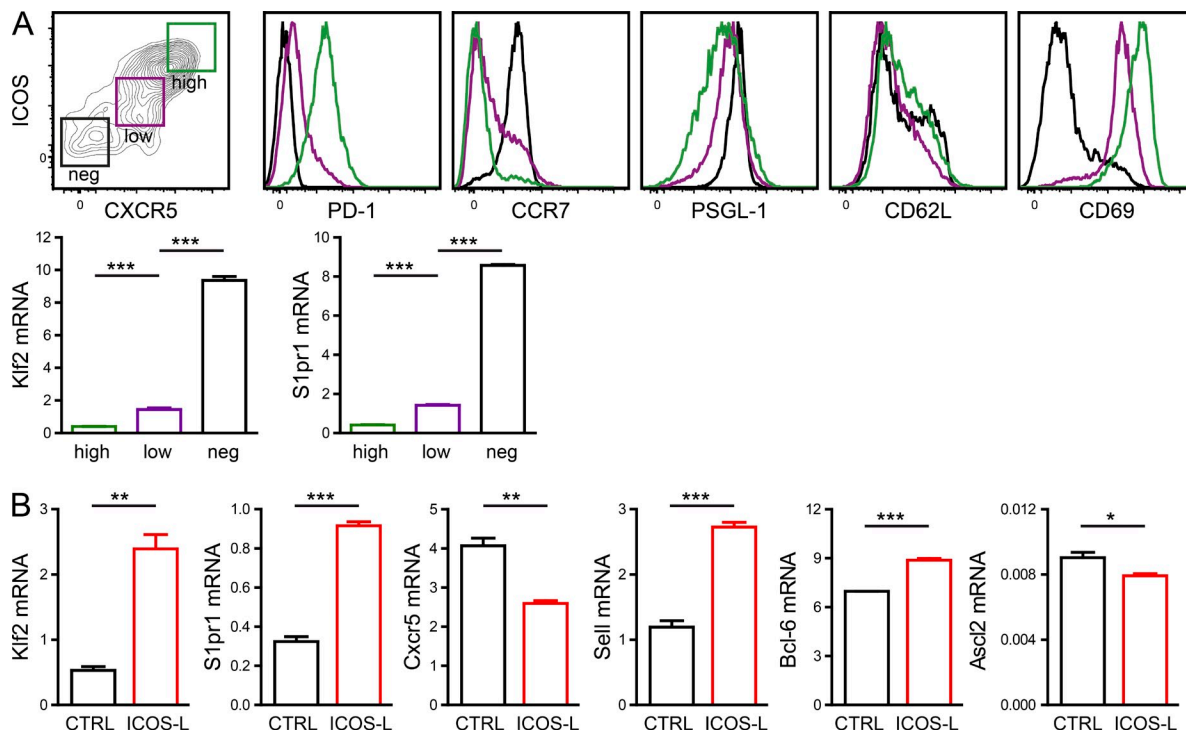 A
ICOS
high
low
neg
0
0
CXCR5
0
PD-1
0
CCR7
0
PSGL-1
0
CD62L
0
CD69
Klf2 mRNA
12
10
8
6
4
2
0
***
***
high low neg
S1pr1 mRNA
10
8
6
4
2
0
***
***
high low neg
B
Klf2 mRNA
3
2
1
0
**
CTRL ICOS-L
S1pr1 mRNA
1.0
0.8
0.6
0.4
0.2
0.0
***
CTRL ICOS-L
Cxcr5 mRNA
5
4
3
2
1
0
**
CTRL ICOS-L
Sell mRNA
3
2
1
0
***
CTRL ICOS-L
Bcl-6 mRNA
12
9
6
3
0
***
CTRL ICOS-L
Ascl2 mRNA
0.012
0.008
0.004
0.000
*
CTRL ICOS-L